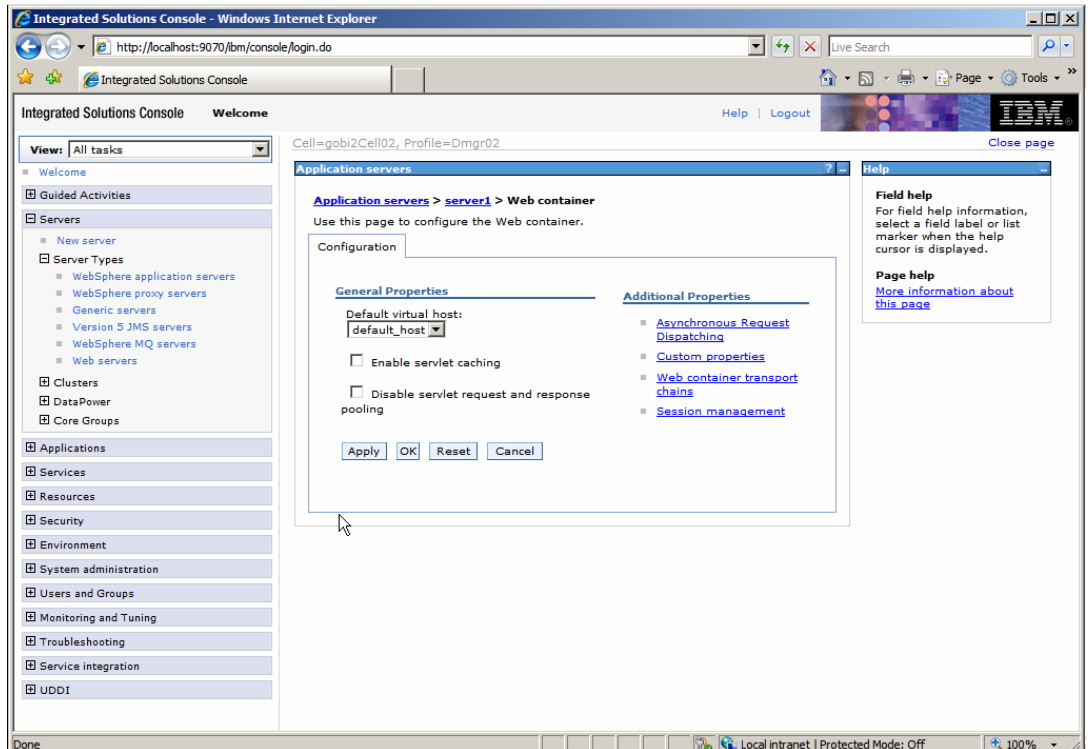 Integrated Solutions Console - Windows Internet Explorer
http://localhost:9070/ibm/console/login.do
Live Search
Integrated Solutions Console
Page
Tools
»
Integrated Solutions Console Welcome
Help | Logout
IBM®
View: All tasks
Welcome
Guided Activities
Servers
New server
Server Types
WebSphere application servers
WebSphere proxy servers
Generic servers
Version 5 JMS servers
WebSphere MQ servers
Web servers
Clusters
DataPower
Core Groups
Applications
Services
Resources
Security
Environment
System administration
Users and Groups
Monitoring and Tuning
Troubleshooting
Service integration
UDDI
Cell=gobi2Cell02, Profile=Dmgr02
Close page
Application servers
?
Application servers > server1 > Web container
Use this page to configure the Web container.
Configuration
General Properties
Default virtual host:
default_host
Enable servlet caching
Disable servlet request and response
pooling
Apply OK Reset Cancel
Additional Properties
Asynchronous Request
Dispatching
Custom properties
Web container transport
chains
Session management
Help
Field help
For field help information,
select a field label or list
marker when the help
cursor is displayed.
Page help
More information about
this page
Done
Local intranet | Protected Mode: Off
100%